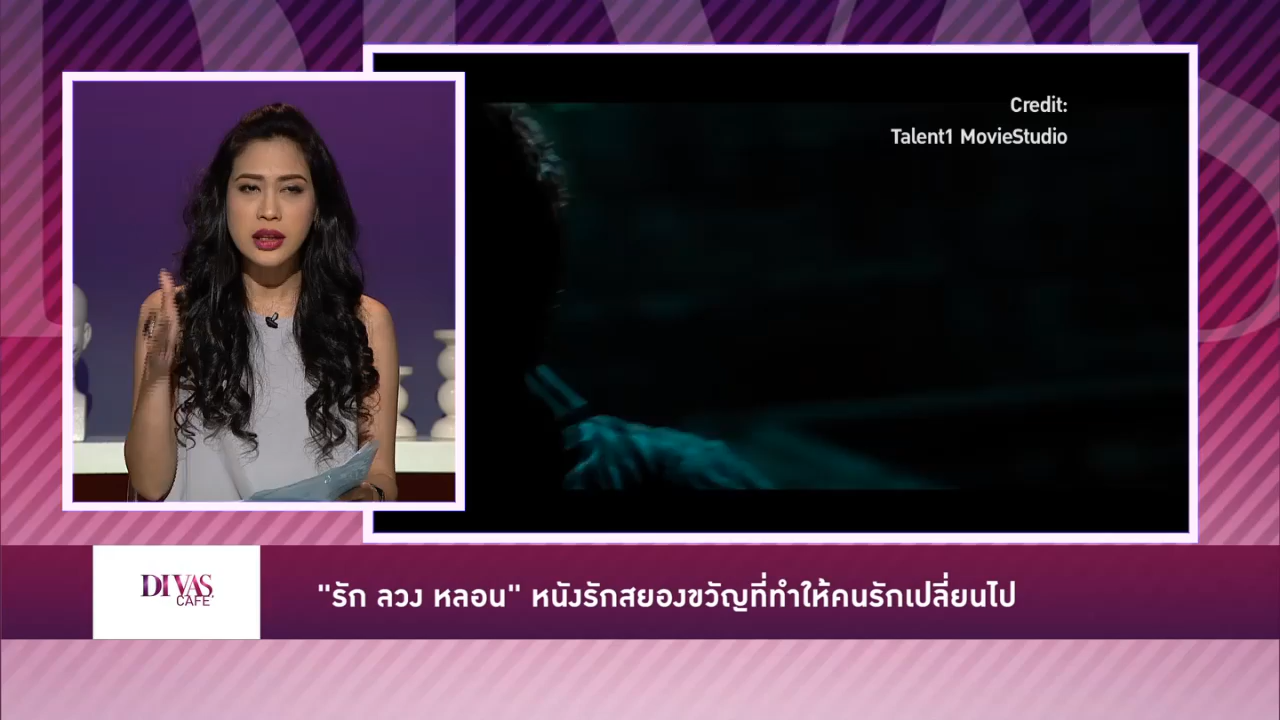 Credit:
Talent1 MovieStudio
DIVAS
CAFE
"รัก ลวง หลอน" หนังรักสยองขวัญที่ทำให้คนรักเปลี่ยนไป